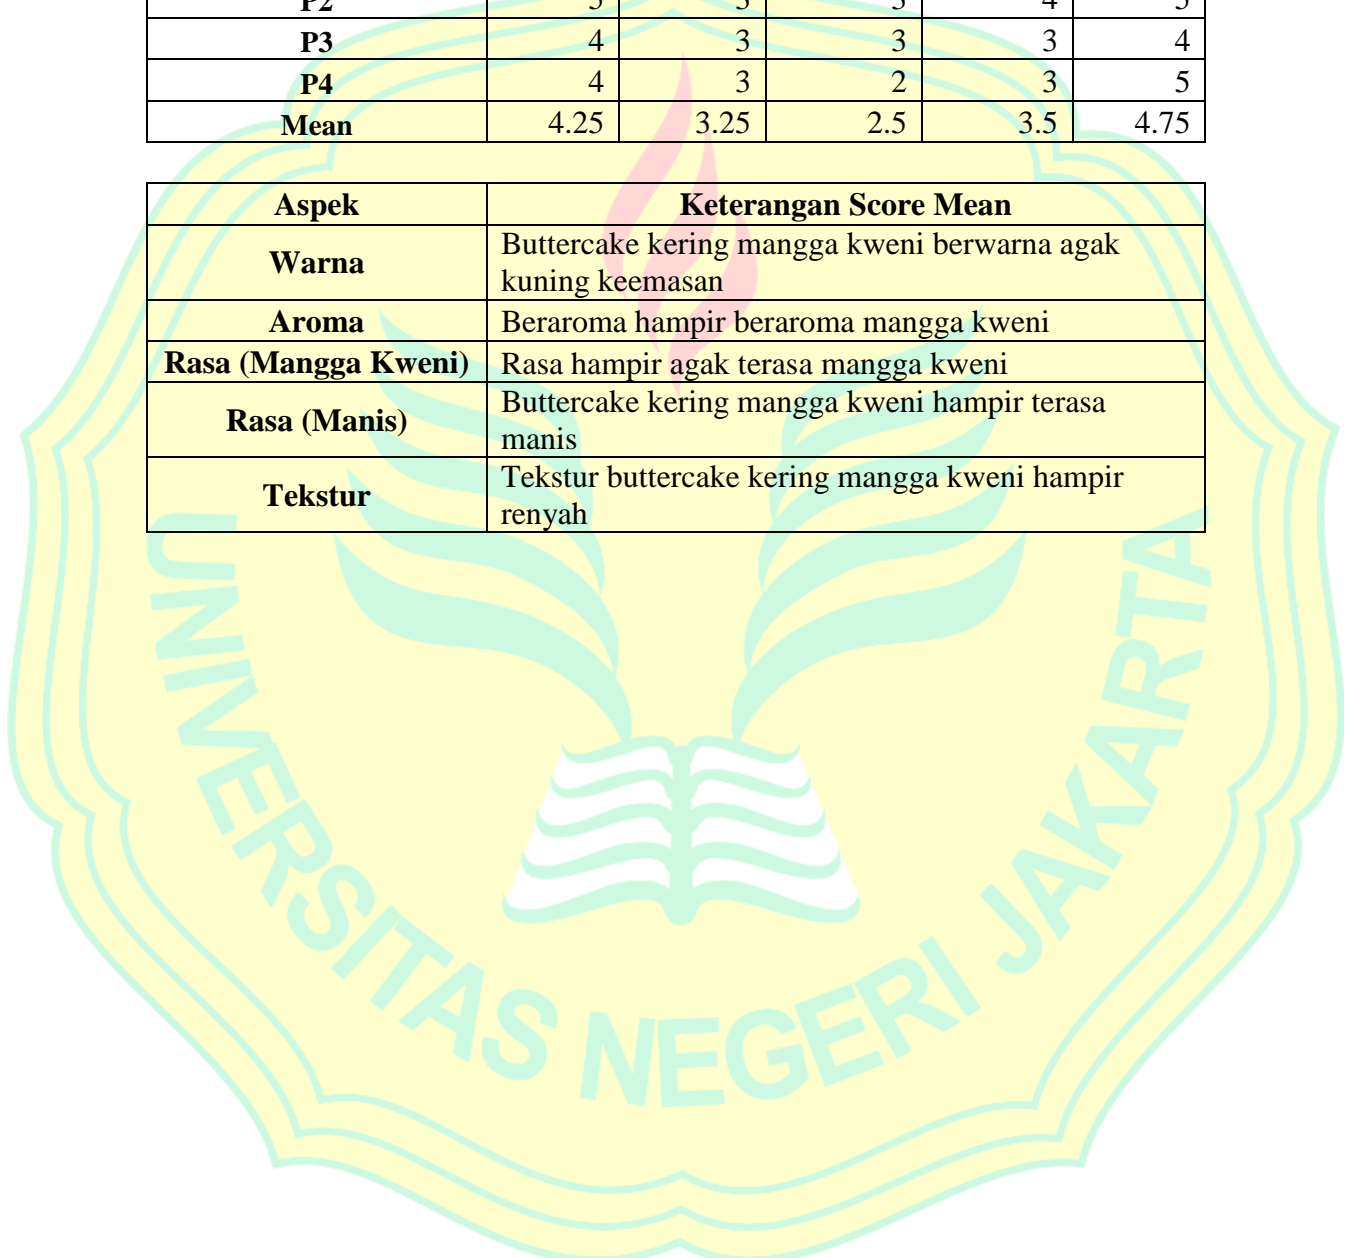 P2 4
P3 4 3 3 3 4
P4 4 3 2 3 5
Mean 4.25 3.25 2.5 3.5 4.75
Aspek Keterangan Score Mean
Warna Buttercake kering mangga kweni berwarna agak
kuning keemasan
Aroma Beraroma hampir beraroma mangga kweni
Rasa (Mangga Kweni) Rasa hampir agak terasa mangga kweni
Rasa (Manis) Buttercake kering mangga kweni hampir terasa
manis
Tekstur Tekstur buttercake kering mangga kweni hampir
renyah
UNIVERSITAS NEGERI JAKARTA